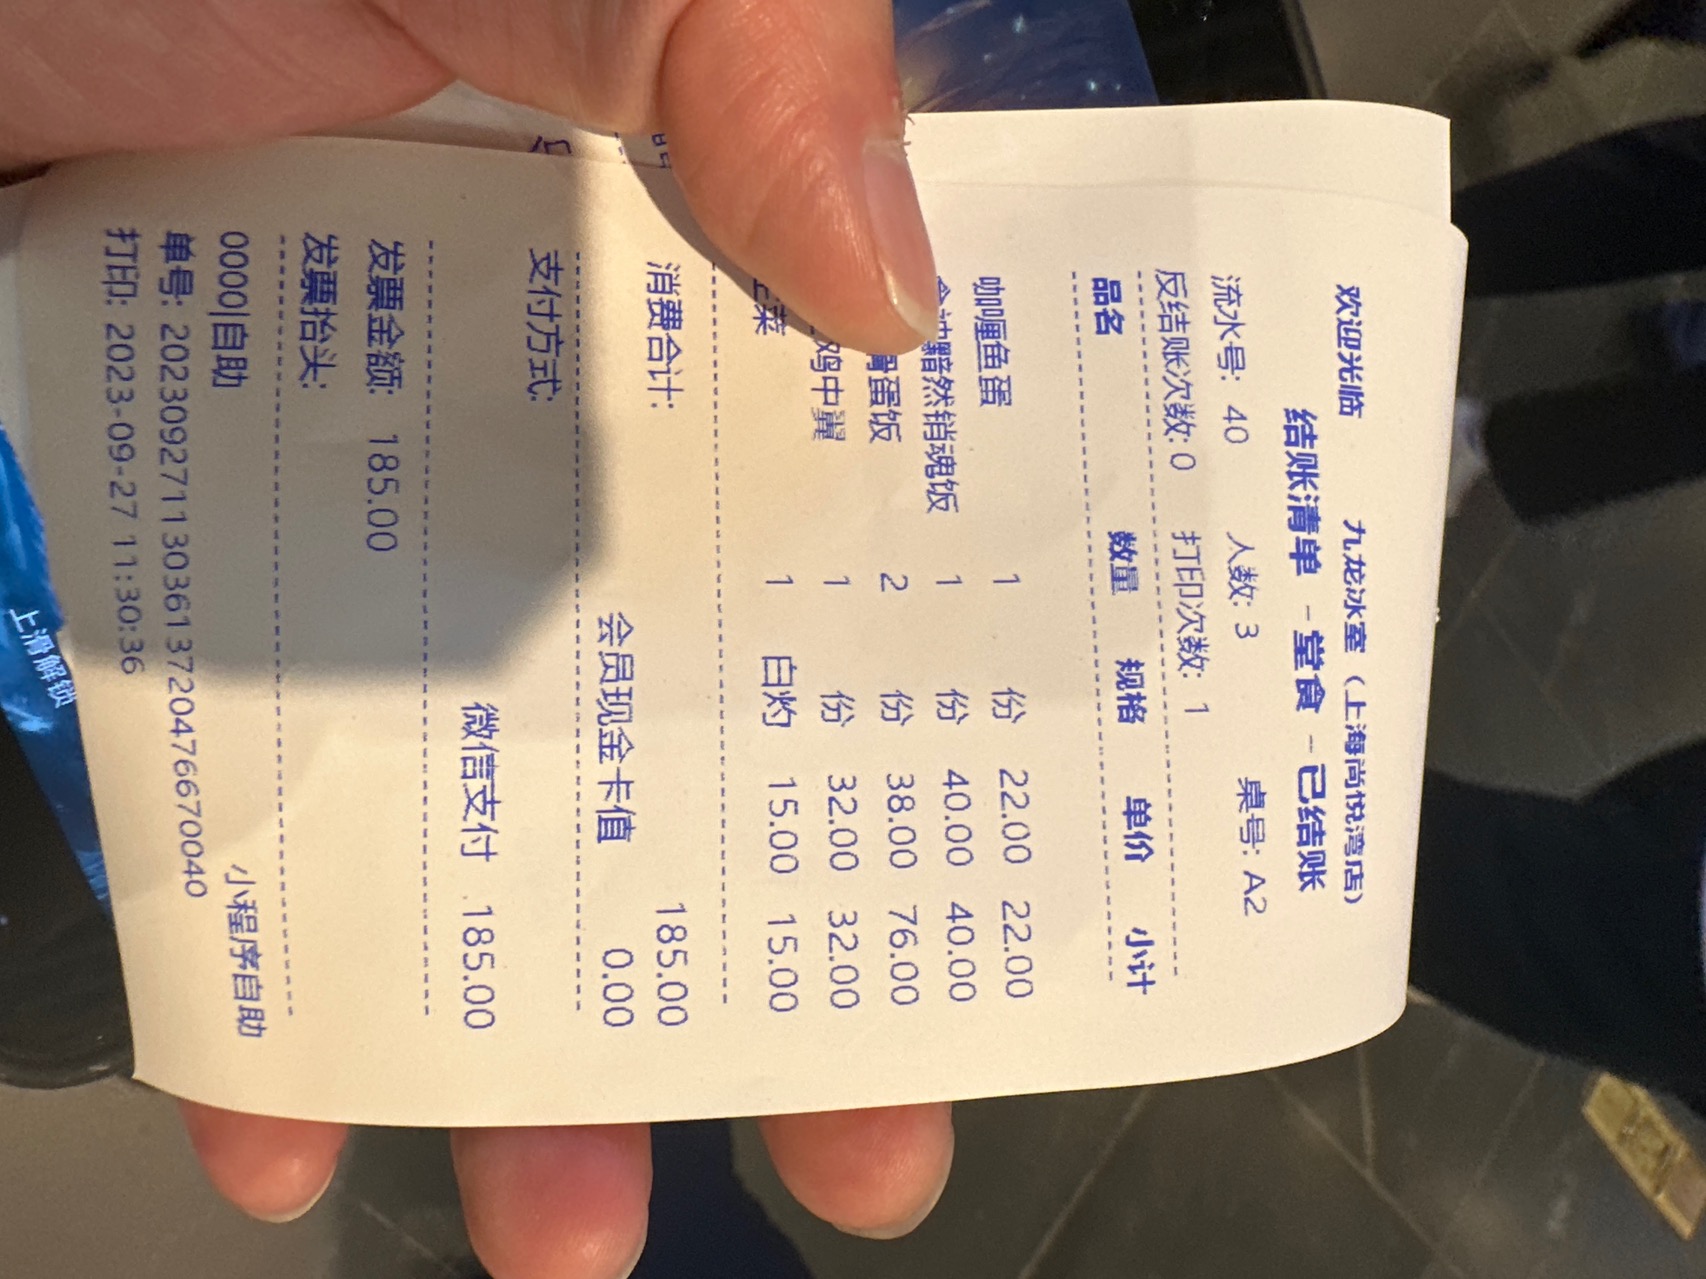 欢迎光临 九龙冰室（上海尚悦湾店）
结账清单 - 堂食 - 已结账
流水号: 40 人数: 3 桌号: A2
反结账次数: 0 打印次数: 1
品名 数量 规格 单价 小计
咖喱鱼蛋 1 份 22.00 22.00
黯然销魂饭 1 份 40.00 40.00
蛋饭 2 份 38.00 76.00
鸡中翼 1 份 32.00 32.00
菜 1 白灼 15.00 15.00
消费合计: 185.00
会员现金卡值 0.00
支付方式:
微信支付 185.00
发票金额: 185.00
发票抬头:
0000|自助 小程序自助
单号: 2023092711303613720476670040
打印: 2023-09-27 11:30:36
上滑解锁